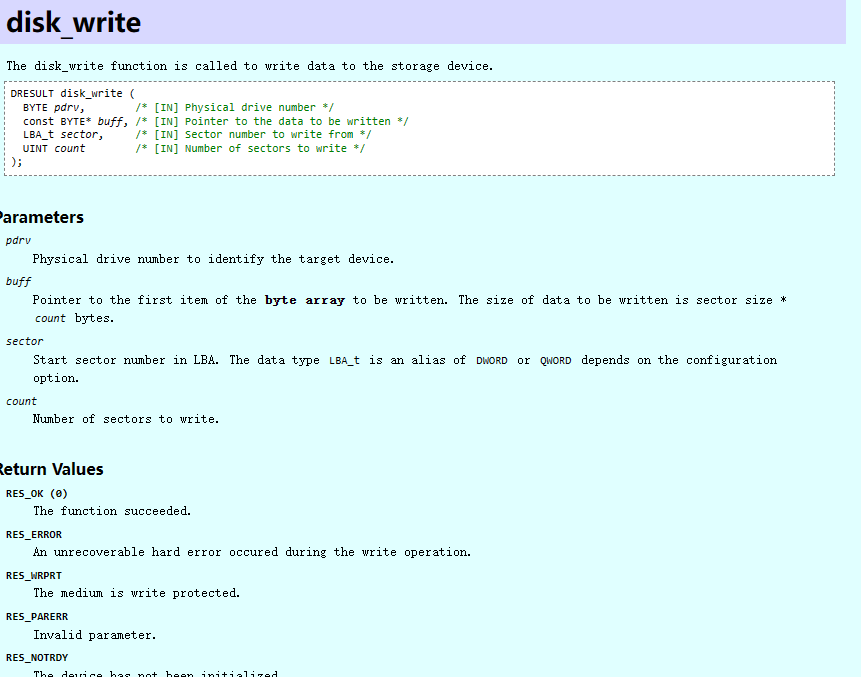 disk_write
The disk_write function is called to write data to the storage device.
DRESULT disk_write (
  BYTE pdrv,        /* [IN] Physical drive number */
  const BYTE* buff, /* [IN] Pointer to the data to be written */
  LBA_t sector,     /* [IN] Sector number to write from */
  UINT count        /* [IN] Number of sectors to write */
);
Parameters
pdrv
Physical drive number to identify the target device.
buff
Pointer to the first item of the byte array to be written. The size of data to be written is sector size *
count bytes.
sector
Start sector number in LBA. The data type LBA_t is an alias of DWORD or QWORD depends on the configuration
option.
count
Number of sectors to write.
Return Values
RES_OK (0)
The function succeeded.
RES_ERROR
An unrecoverable hard error occured during the write operation.
RES_WRPRT
The medium is write protected.
RES_PARERR
Invalid parameter.
RES_NOTRDY
The device has not been initialized